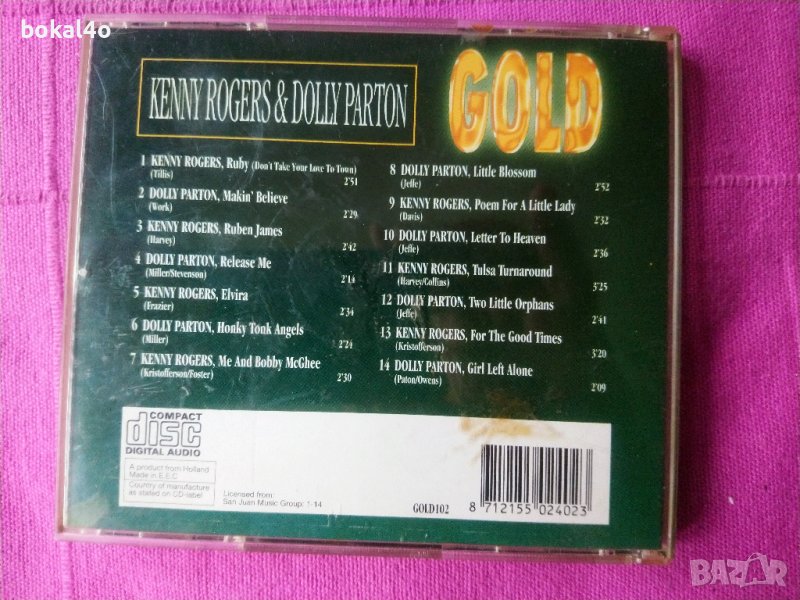 bokal4o
KENNY ROGERS & DOLLY PARTON
GOLD
1 KENNY ROGERS, Ruby (Don't Take Your Love To Town)
(Tillis) 2'51
2 DOLLY PARTON, Makin' Believe
(Work) 2'29
3 KENNY ROGERS, Ruben James
(Harvey) 2'42
4 DOLLY PARTON, Release Me
(Miller/Stevenson) 2'14
5 KENNY ROGERS, Elvira
(Frazier) 2'34
6 DOLLY PARTON, Honky Tonk Angels
(Miller) 2'24
7 KENNY ROGERS, Me And Bobby McGhee
(Kristofferson/Foster) 2'30
8 DOLLY PARTON, Little Blossom
(Jeffe) 2'52
9 KENNY ROGERS, Poem For A Little Lady
(Davis) 2'32
10 DOLLY PARTON, Letter To Heaven
(Jeffe) 2'36
11 KENNY ROGERS, Tulsa Turnaround
(Harvey/Collins) 3'25
12 DOLLY PARTON, Two Little Orphans
(Jeffe) 2'41
13 KENNY ROGERS, For The Good Times
(Kristofferson) 3'20
14 DOLLY PARTON, Girl Left Alone
(Paton/Owens) 2'09
COMPACT
disc
DIGITAL AUDIO
A product from Holland
Made in E.E.C
Country of manufacture
as stated on CD-label
Licensed from:
San Juan Music Group: 1-14
GOLD102
8 712155 024023
BAZAR